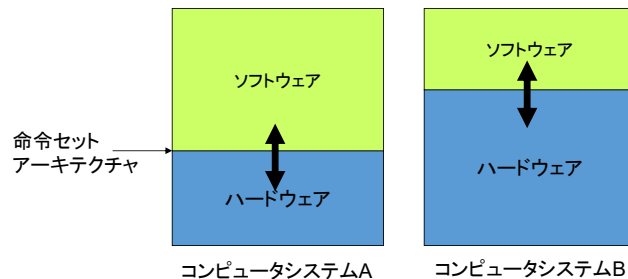 ソフトウェア
ソフトウェア
命令セット
アーキテクチャ
ハードウェア
ハードウェア
コンピュータシステムA
コンピュータシステムB